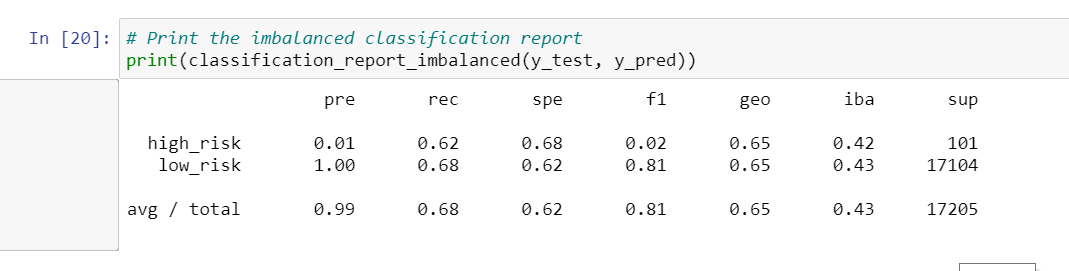 In [20]: # Print the imbalanced classification report
print(classification_report_imbalanced(y_test, y_pred))
pre rec spe f1 geo iba sup
high_risk 0.01 0.62 0.68 0.02 0.65 0.42 101
low_risk 1.00 0.68 0.62 0.81 0.65 0.43 17104
avg / total 0.99 0.68 0.62 0.81 0.65 0.43 17205